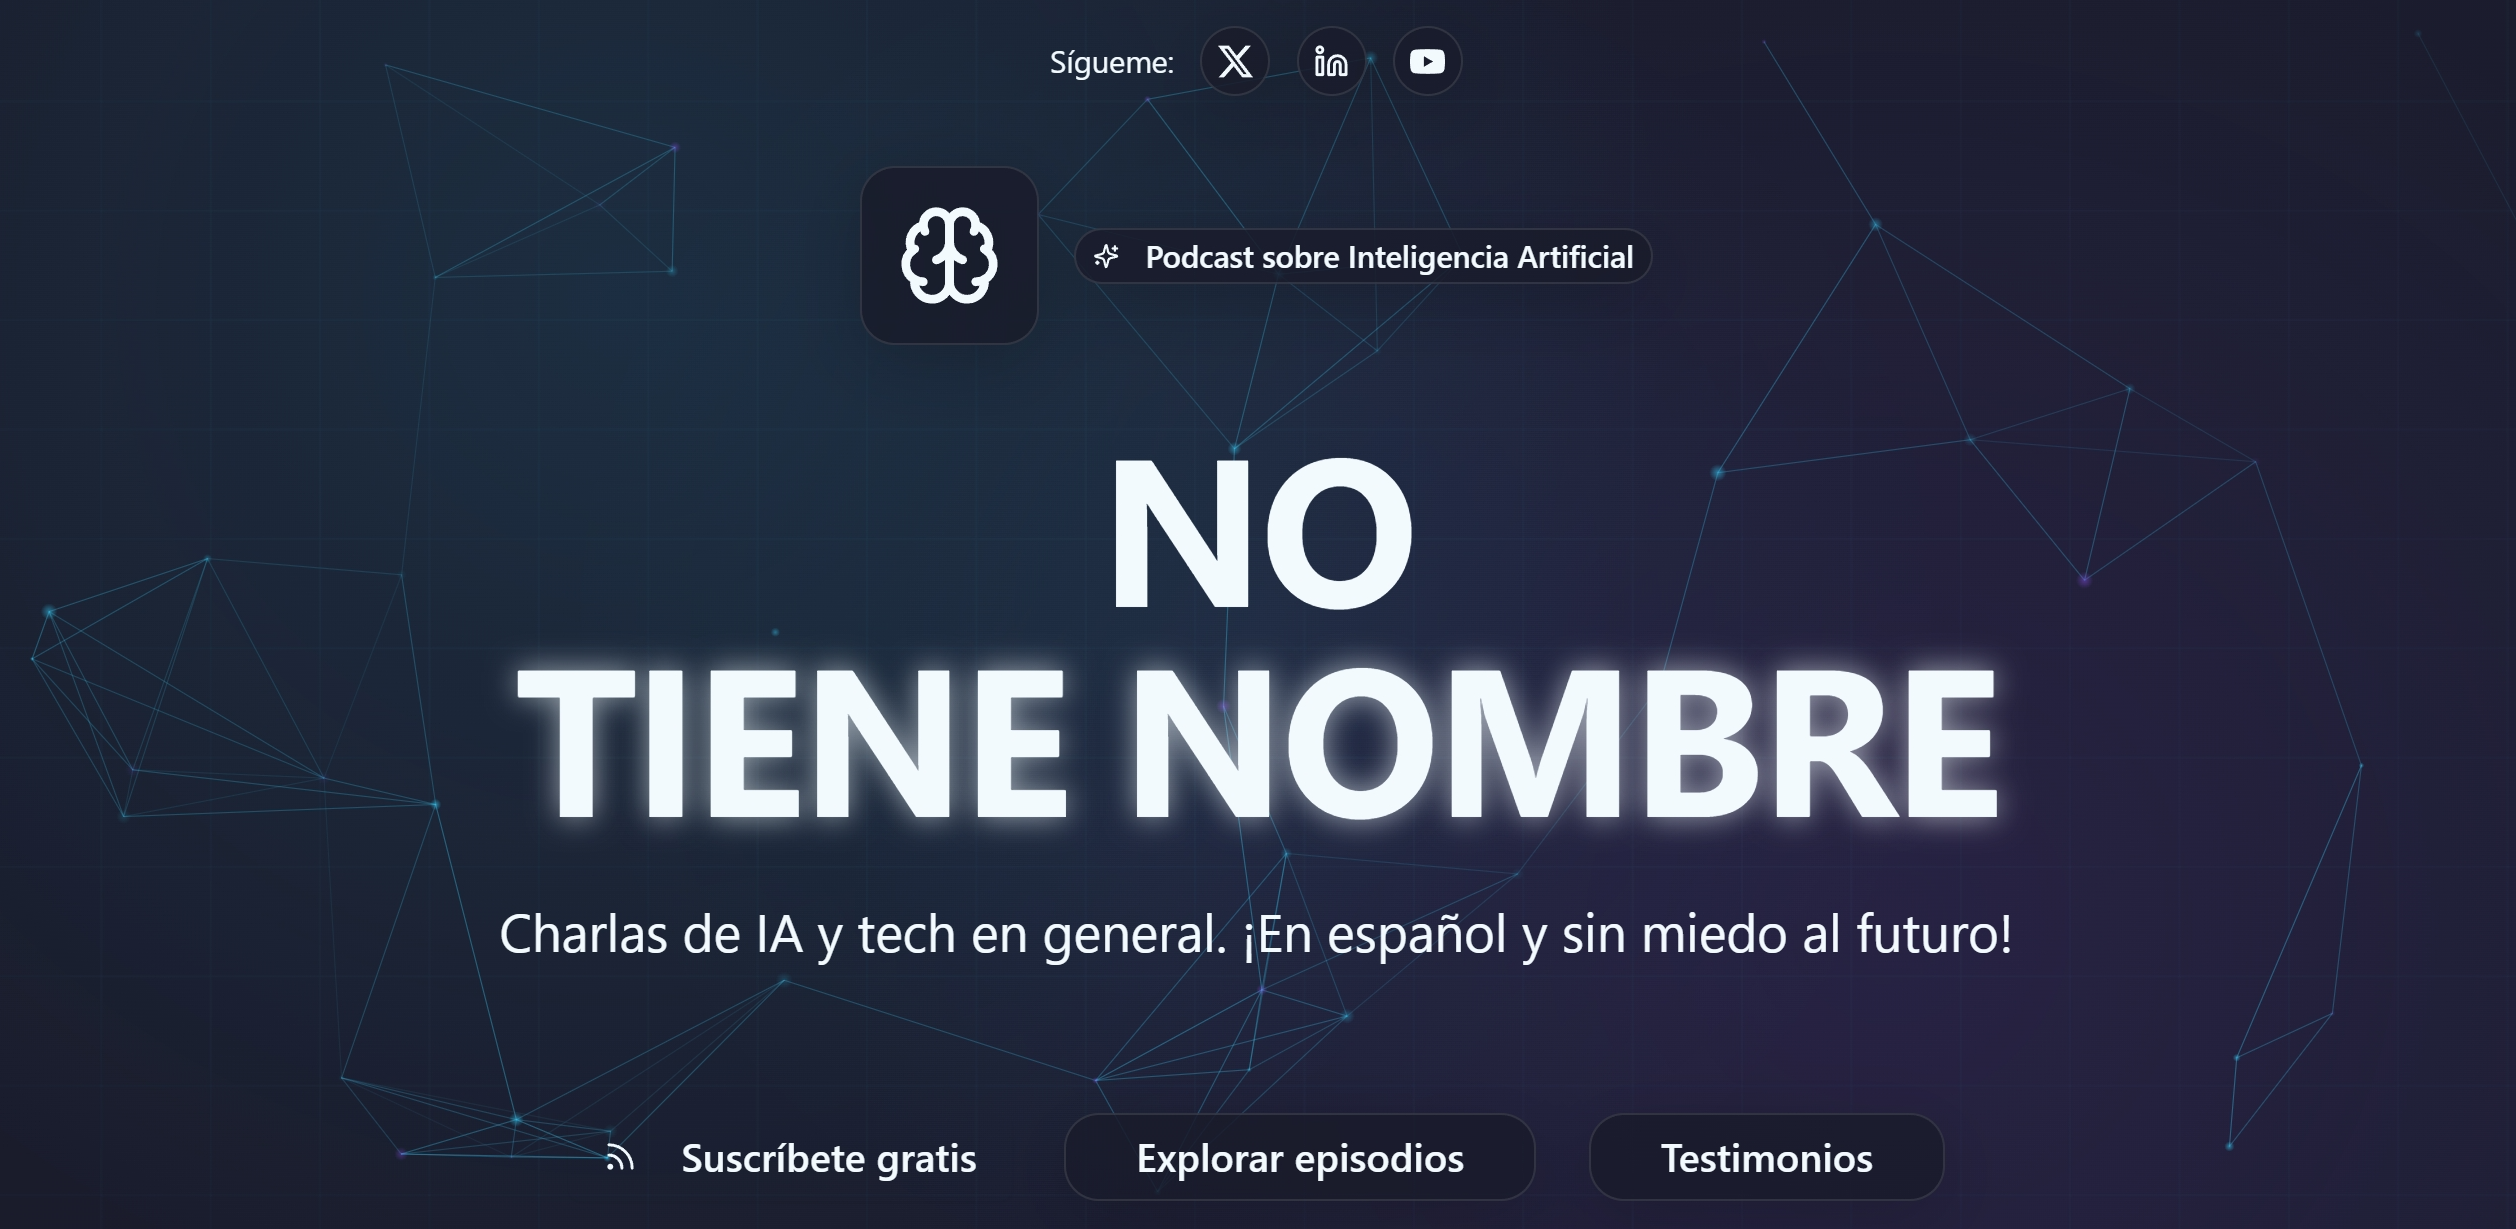 Sígueme:
Podcast sobre Inteligencia Artificial
NO
TIENE NOMBRE
Charlas de IA y tech en general. ¡En español y sin miedo al futuro!
Suscríbete gratis
Explorar episodios
Testimonios